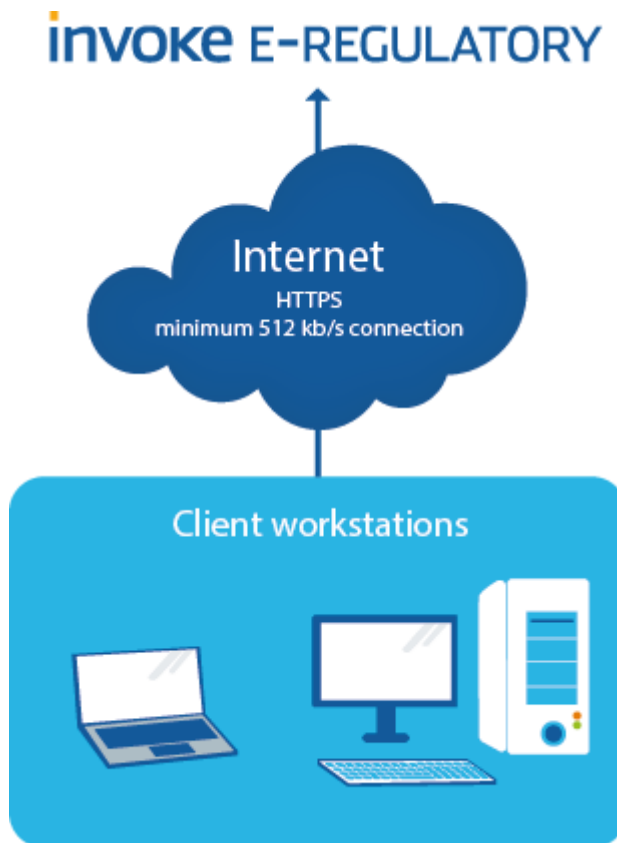 invoke E-REGULATORY
Internet
HTTPS
minimum 512 kb/s connection
Client workstations